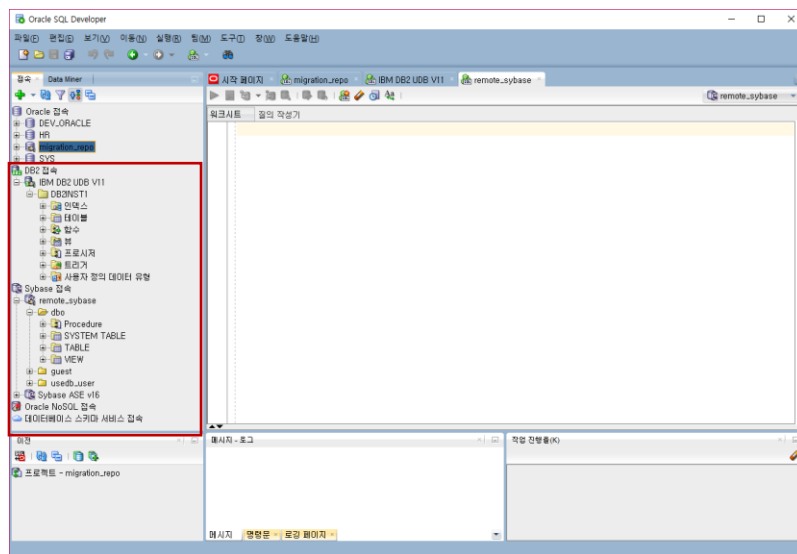 Oracle SQL Developer
파일(F) 편집(E) 보기(V) 이동(N) 실행(R) 팀(M) 도구(T) 창(W) 도움말(H)
접속 Data Miner
시작 페이지 migration_repo IBM DB2 UDB V11 remote_sybase
remote_sybase
워크시트 질의 작성기
Oracle 접속
DEV_ORACLE
HR
migration_repo
SYS
DB2 접속
IBM DB2 UDB V11
DB2INST1
인덱스
테이블
함수
뷰
프로시저
트리거
사용자 정의 데이터 유형
Sybase 접속
remote_sybase
dbo
Procedure
SYSTEM TABLE
TABLE
VIEW
guest
usedb_user
Sybase ASE v16
Oracle NoSQL 접속
데이터베이스 스키마 서비스 접속
이전
프로젝트 - migration_repo
메시지 - 로그
메시지 명령문 로깅 페이지
작업 진행률(K)